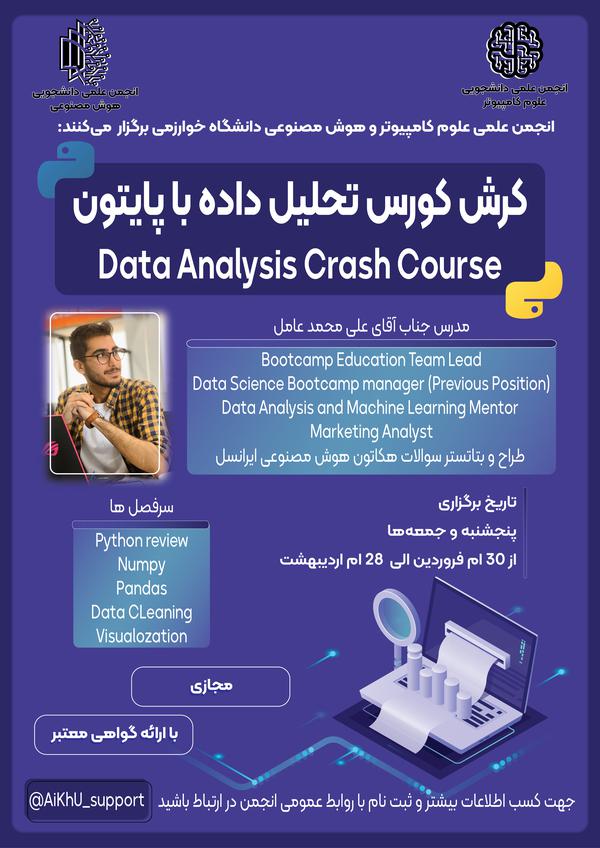 انجمن علمی دانشجویی
علوم کامپیوتر
انجمن علمی دانشجویی
هوش مصنوعی
انجمن علمی علوم کامپیوتر و هوش مصنوعی دانشگاه خوارزمی برگزار می‌کنند:
کرش کورس تحلیل داده با پایتون
Data Analysis Crash Course
مدرس جناب آقای علی محمد عامل
Bootcamp Education Team Lead
Data Science Bootcamp manager (Previous Position)
Data Analysis and Machine Learning Mentor
Marketing Analyst
طراح و بتاتستر سوالات هکاتون هوش مصنوعی ایرانسل
تاریخ برگزاری
پنجشنبه و جمعه‌ها
از 30 ام فروردین الی 28 ام اردیبهشت
سرفصل ها
Python review
Numpy
Pandas
Data CLeaning
Visualozation
مجازی
با ارائه گواهی معتبر
جهت کسب اطلاعات بیشتر و ثبت نام با روابط عمومی انجمن در ارتباط باشید
@AiKhU_support